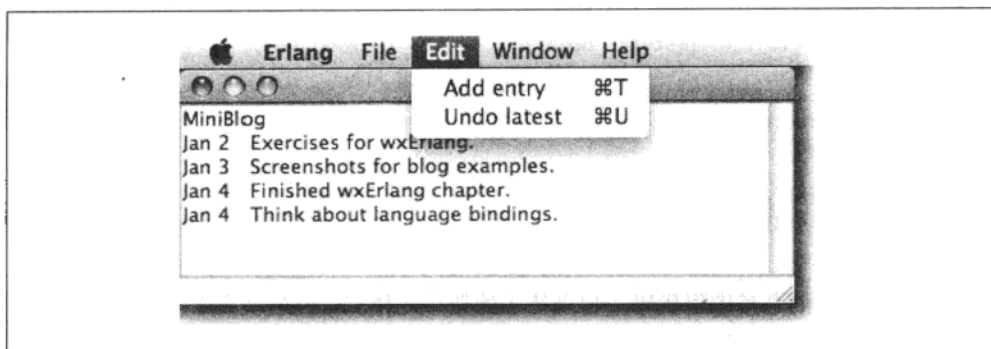 Erlang File Edit Window Help
Add entry ⌘T
Undo latest ⌘U
MiniBlog
Jan 2 Exercises for wxErlang.
Jan 3 Screenshots for blog examples.
Jan 4 Finished wxErlang chapter.
Jan 4 Think about language bindings.